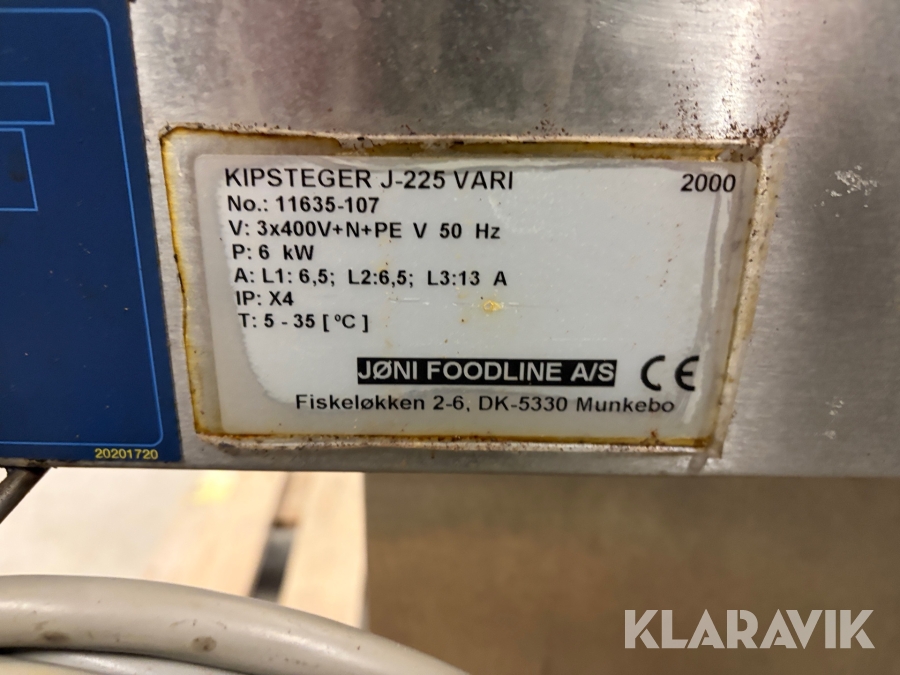 KIPSTEGER J-225 VARI 2000
No.: 11635-107
V: 3x400V+N+PE V 50 Hz
P: 6 kW
A: L1: 6,5; L2:6,5; L3:13 A
IP: X4
T: 5 - 35 [ ºC ]
JØNI FOODLINE A/S CE
Fiskeløkken 2-6, DK-5330 Munkebo
20201720
KLARAVIK